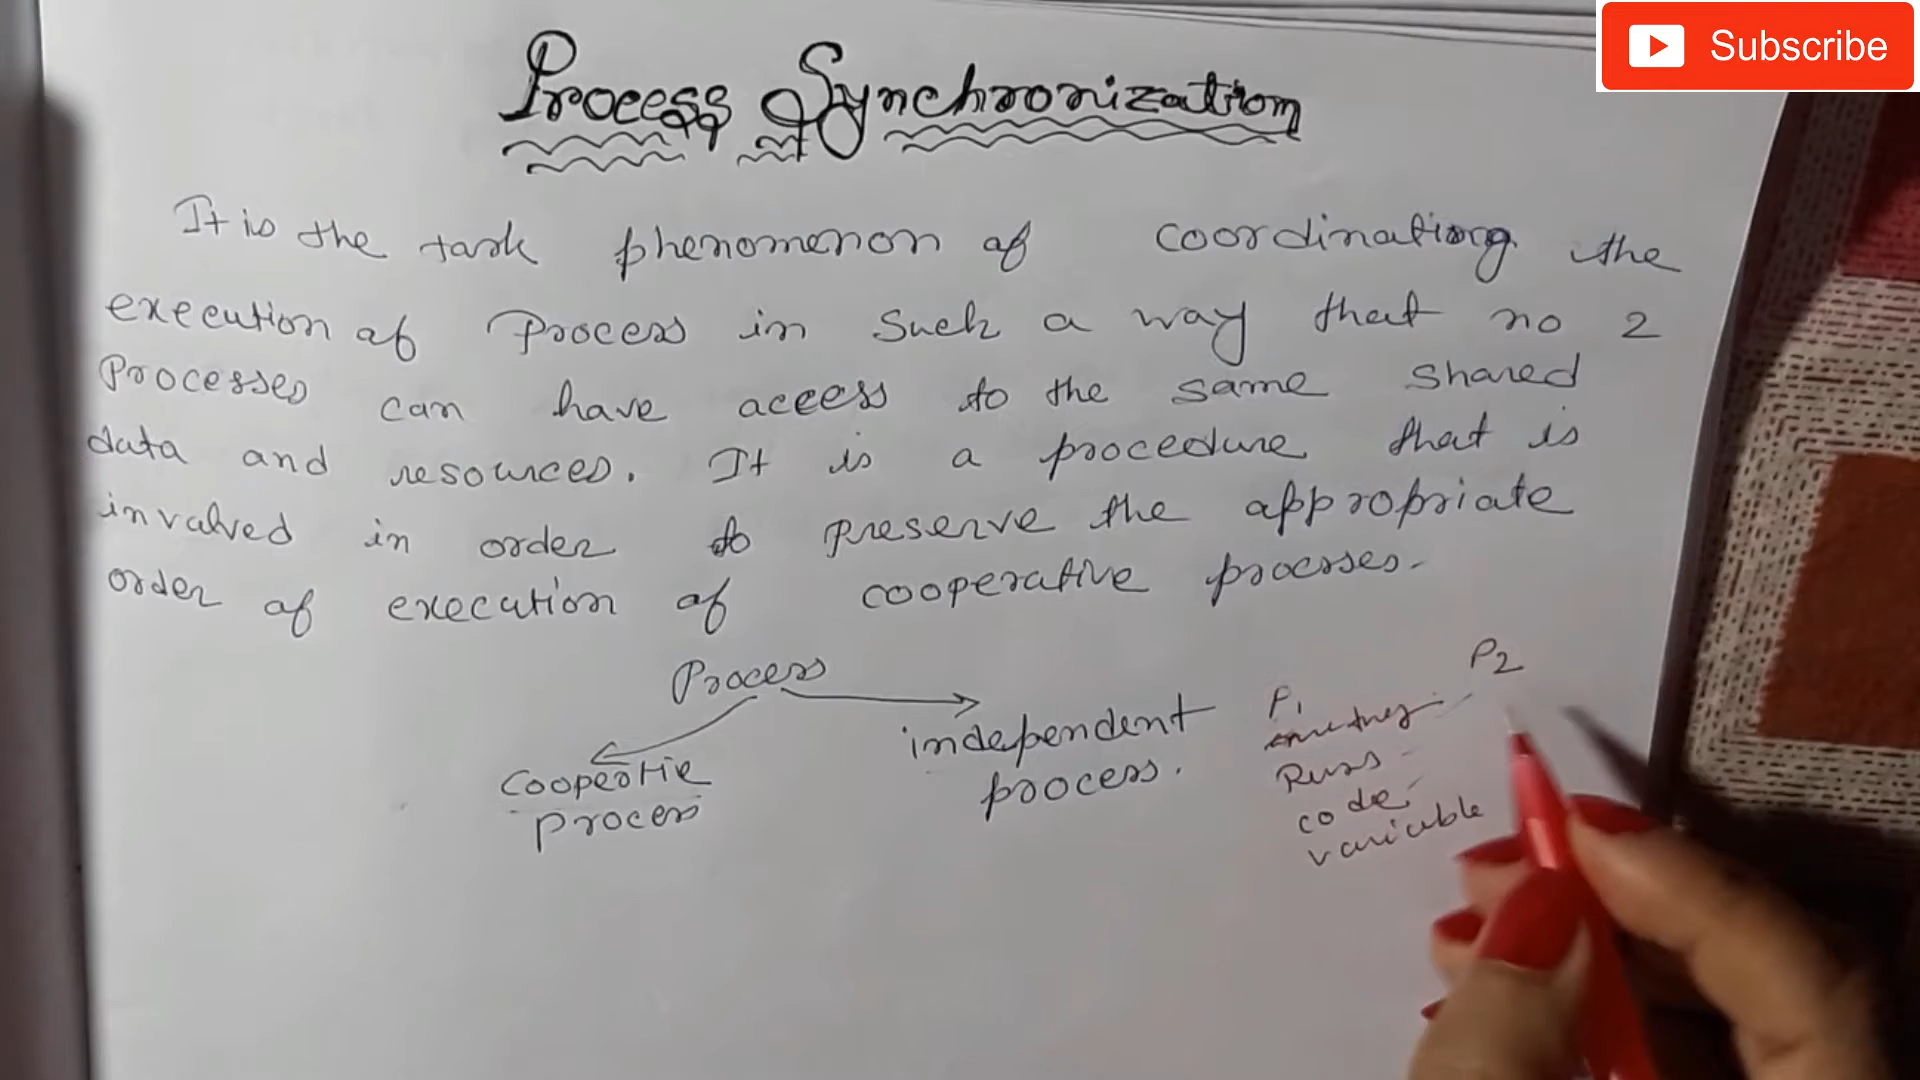 Subscribe
Process Synchronization
It is the task phenomenon of coordinating the
execution of Process in such a way that no 2
Processes can have access to the same shared
data and resources. It is a procedure that is
involved in order to preserve the appropriate
order of execution of cooperative processes.
Process
independent
process.
Coopertie
process
P2
P1
code
variable